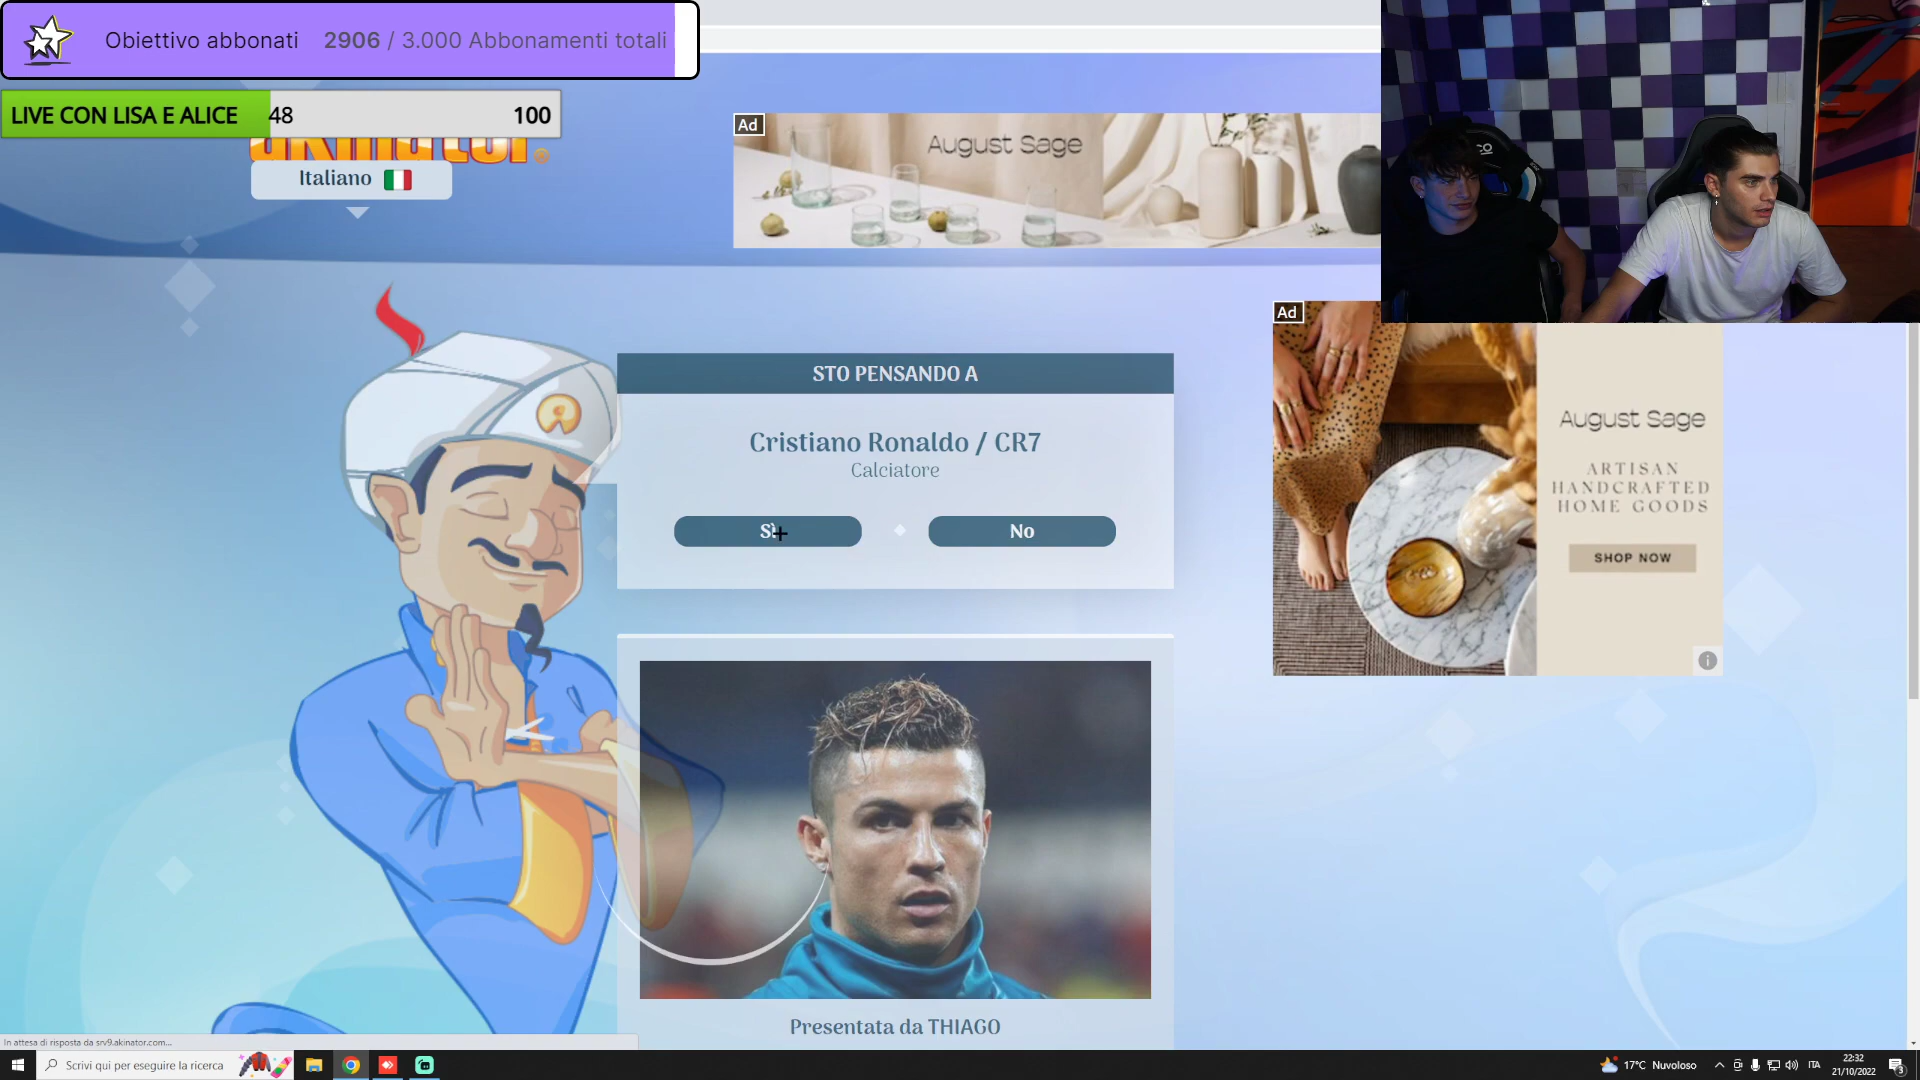 Obiettivo abbonati 2906 / 3.000 Abbonamenti totali
LIVE CON LISA E ALICE 48 100
akinator
Italiano
Ad
August Sage
STO PENSANDO A
Cristiano Ronaldo / CR7
Calciatore
Sì
No
Ad
August Sage
ARTISAN
HANDCRAFTED
HOME GOODS
SHOP NOW
Presentata da THIAGO
In attesa di risposta da srv9.akinator.com...
Scrivi qui per eseguire la ricerca
17°C Nuvoloso
ITA
22:32
21/10/2022
3